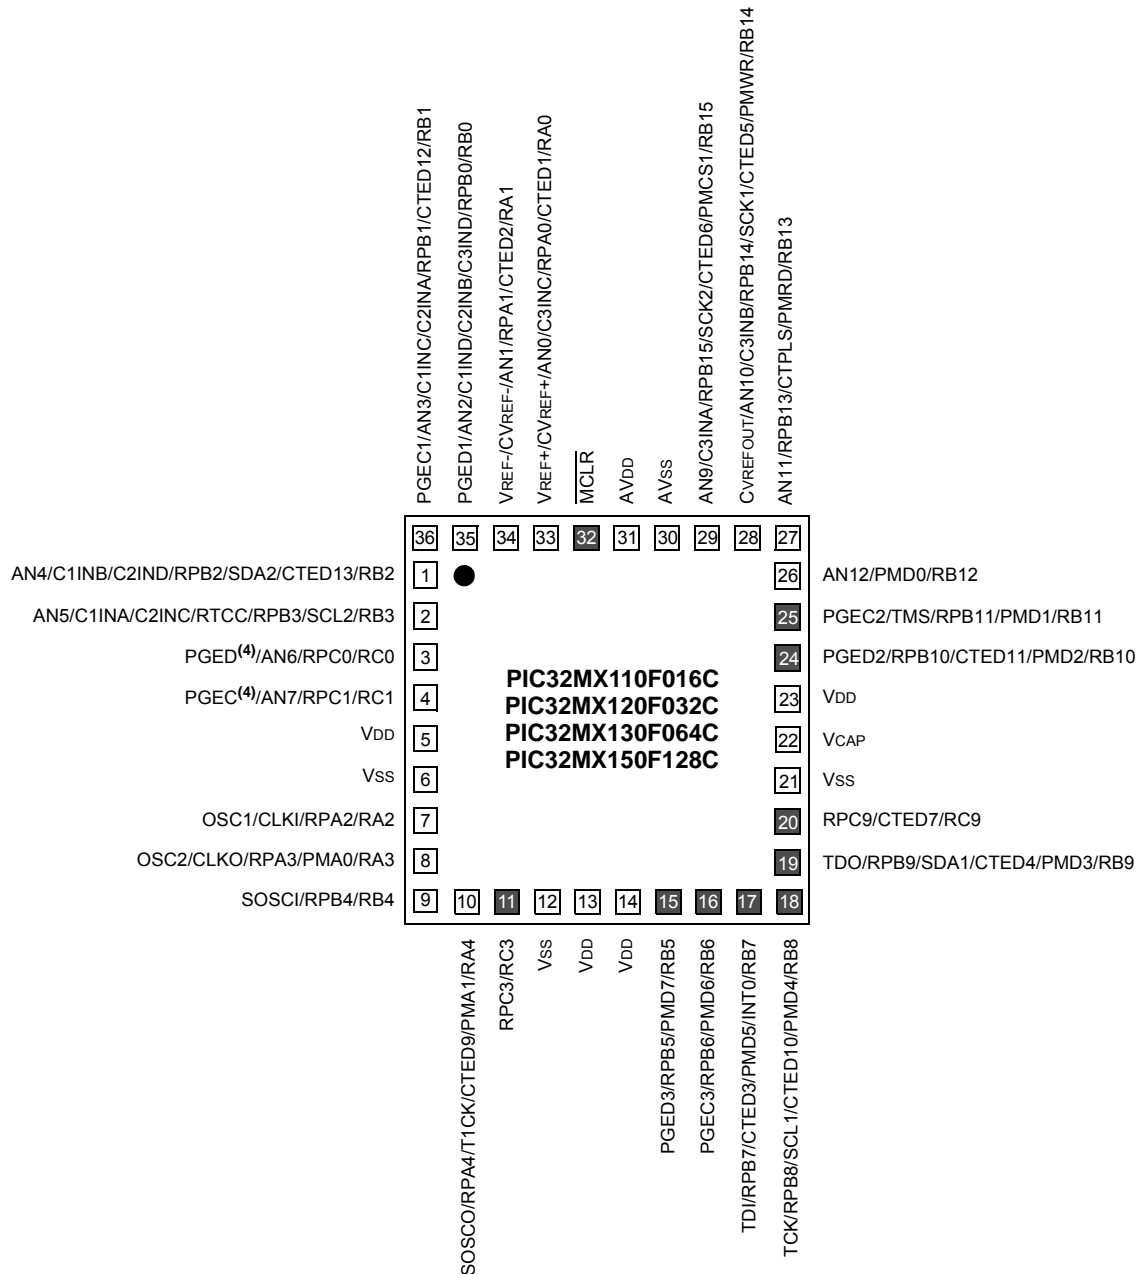 PGEC1/AN3/C1INC/C2INA/RPB1/CTED12/RB1
PGED1/AN2/C1IND/C2INB/C3IND/RPB0/RB0
VREF-/CVREF-/AN1/RPA1/CTED2/RA1
VREF+/CVREF+/AN0/C3INC/RPA0/CTED1/RA0
MCLR
AVDD
AVSS
AN9/C3INA/RPB15/SCK2/CTED6/PMCS1/RB15
CVREFOUT/AN10/C3INB/RPB14/SCK1/CTED5/PMWR/RB14
AN11/RPB13/CTPLS/PMRD/RB13
36 35 34 33 32 31 30 29 28 27
AN4/C1INB/C2IND/RPB2/SDA2/CTED13/RB2 1
26 AN12/PMD0/RB12
AN5/C1INA/C2INC/RTCC/RPB3/SCL2/RB3 2
25 PGEC2/TMS/RPB11/PMD1/RB11
PGED(4)/AN6/RPC0/RC0 3
24 PGED2/RPB10/CTED11/PMD2/RB10
PGEC(4)/AN7/RPC1/RC1 4
23 VDD
VDD 5
22 VCAP
VSS 6
21 VSS
OSC1/CLKI/RPA2/RA2 7
20 RPC9/CTED7/RC9
OSC2/CLKO/RPA3/PMA0/RA3 8
19 TDO/RPB9/SDA1/CTED4/PMD3/RB9
SOSCI/RPB4/RB4 9
PIC32MX110F016C
PIC32MX120F032C
PIC32MX130F064C
PIC32MX150F128C
10 11 12 13 14 15 16 17 18
SOSCO/RPA4/T1CK/CTED9/PMA1/RA4
RPC3/RC3
VSS
VDD
VDD
PGED3/RPB5/PMD7/RB5
PGEC3/RPB6/PMD6/RB6
TDI/RPB7/CTED3/PMD5/INT0/RB7
TCK/RPB8/SCL1/CTED10/PMD4/RB8